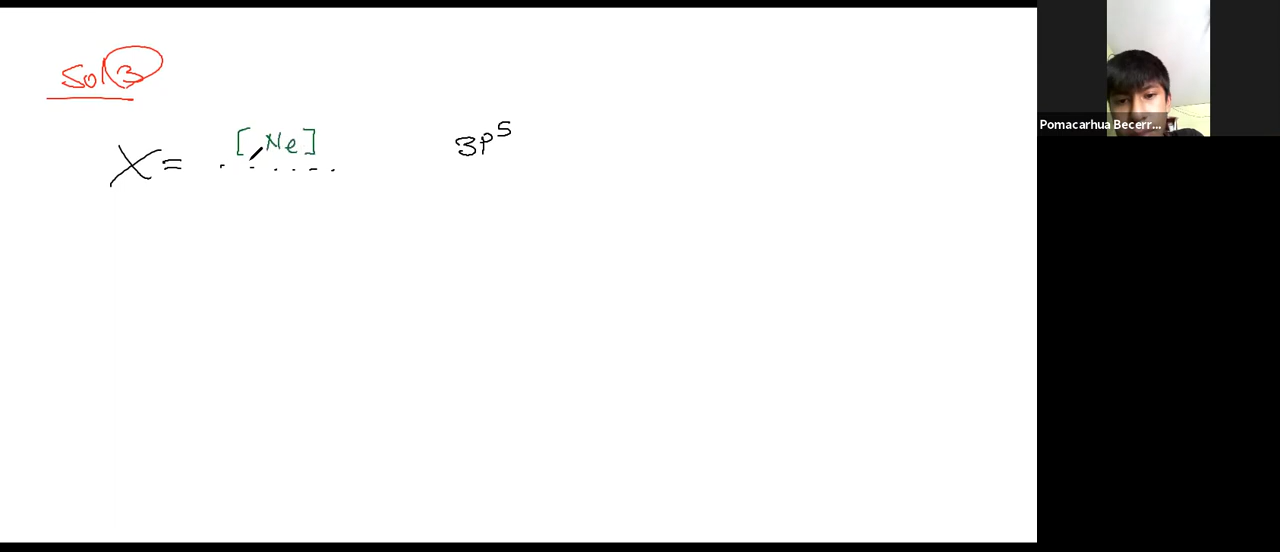 Sol 3
Pomacarhua Becerr...
X = [Ne] 3p⁵